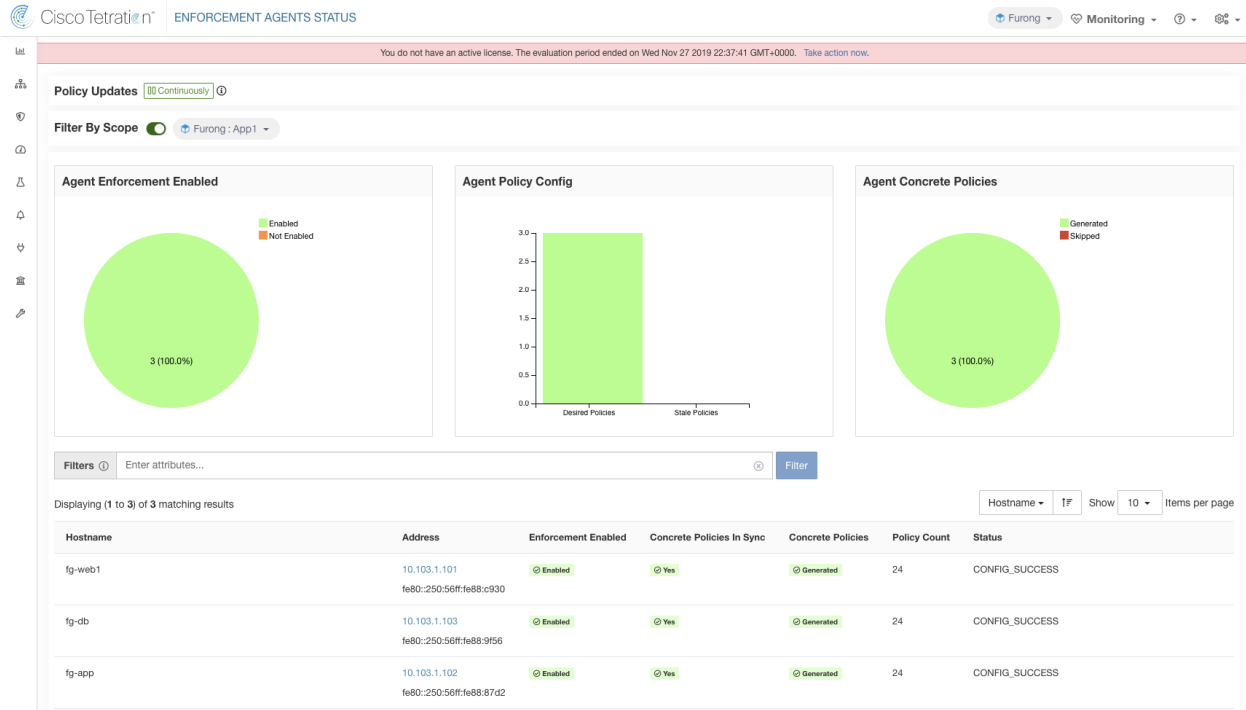 Cisco Tetration™ ENFORCEMENT AGENTS STATUS Furong Monitoring
You do not have an active license. The evaluation period ended on Wed Nov 27 2019 22:37:41 GMT+0000. Take action now.
Policy Updates Continuously
Filter By Scope Furong : App1
Agent Enforcement Enabled
Enabled
Not Enabled
3 (100.0%)
Agent Policy Config
3.0
2.5
2.0
1.5
1.0
0.5
0.0
Desired Policies Stale Policies
Agent Concrete Policies
Generated
Skipped
3 (100.0%)
Filters Enter attributes... Filter
Displaying (1 to 3) of 3 matching results Hostname Show 10 Items per page
Hostname Address Enforcement Enabled Concrete Policies In Sync Concrete Policies Policy Count Status
fg-web1 10.103.1.101 Enabled Yes Generated 24 CONFIG_SUCCESS
fe80::250:56ff:fe88:c930
fg-db 10.103.1.103 Enabled Yes Generated 24 CONFIG_SUCCESS
fe80::250:56ff:fe88:9f56
fg-app 10.103.1.102 Enabled Yes Generated 24 CONFIG_SUCCESS
fe80::250:56ff:fe88:87d2